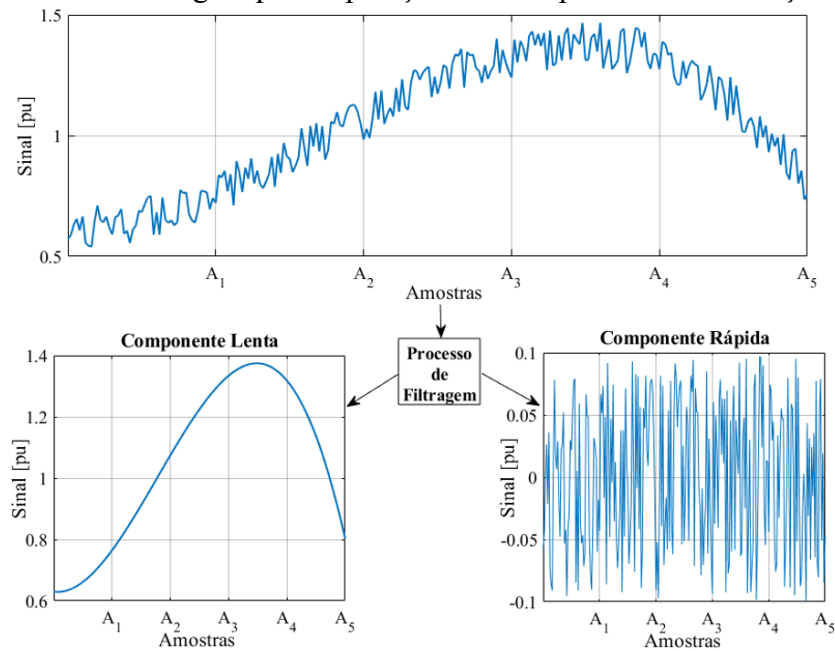 1.5
1
0.5
Sinal [pu]
A1 A2 A3 A4 A5
Amostras
Processo
de
Filtragem
Componente Lenta
1.4
1.2
1
0.8
0.6
Sinal [pu]
A1 A2 A3 A4 A5
Amostras
Componente Rápida
0.1
0.05
0
-0.05
-0.1
Sinal [pu]
A1 A2 A3 A4 A5
Amostras